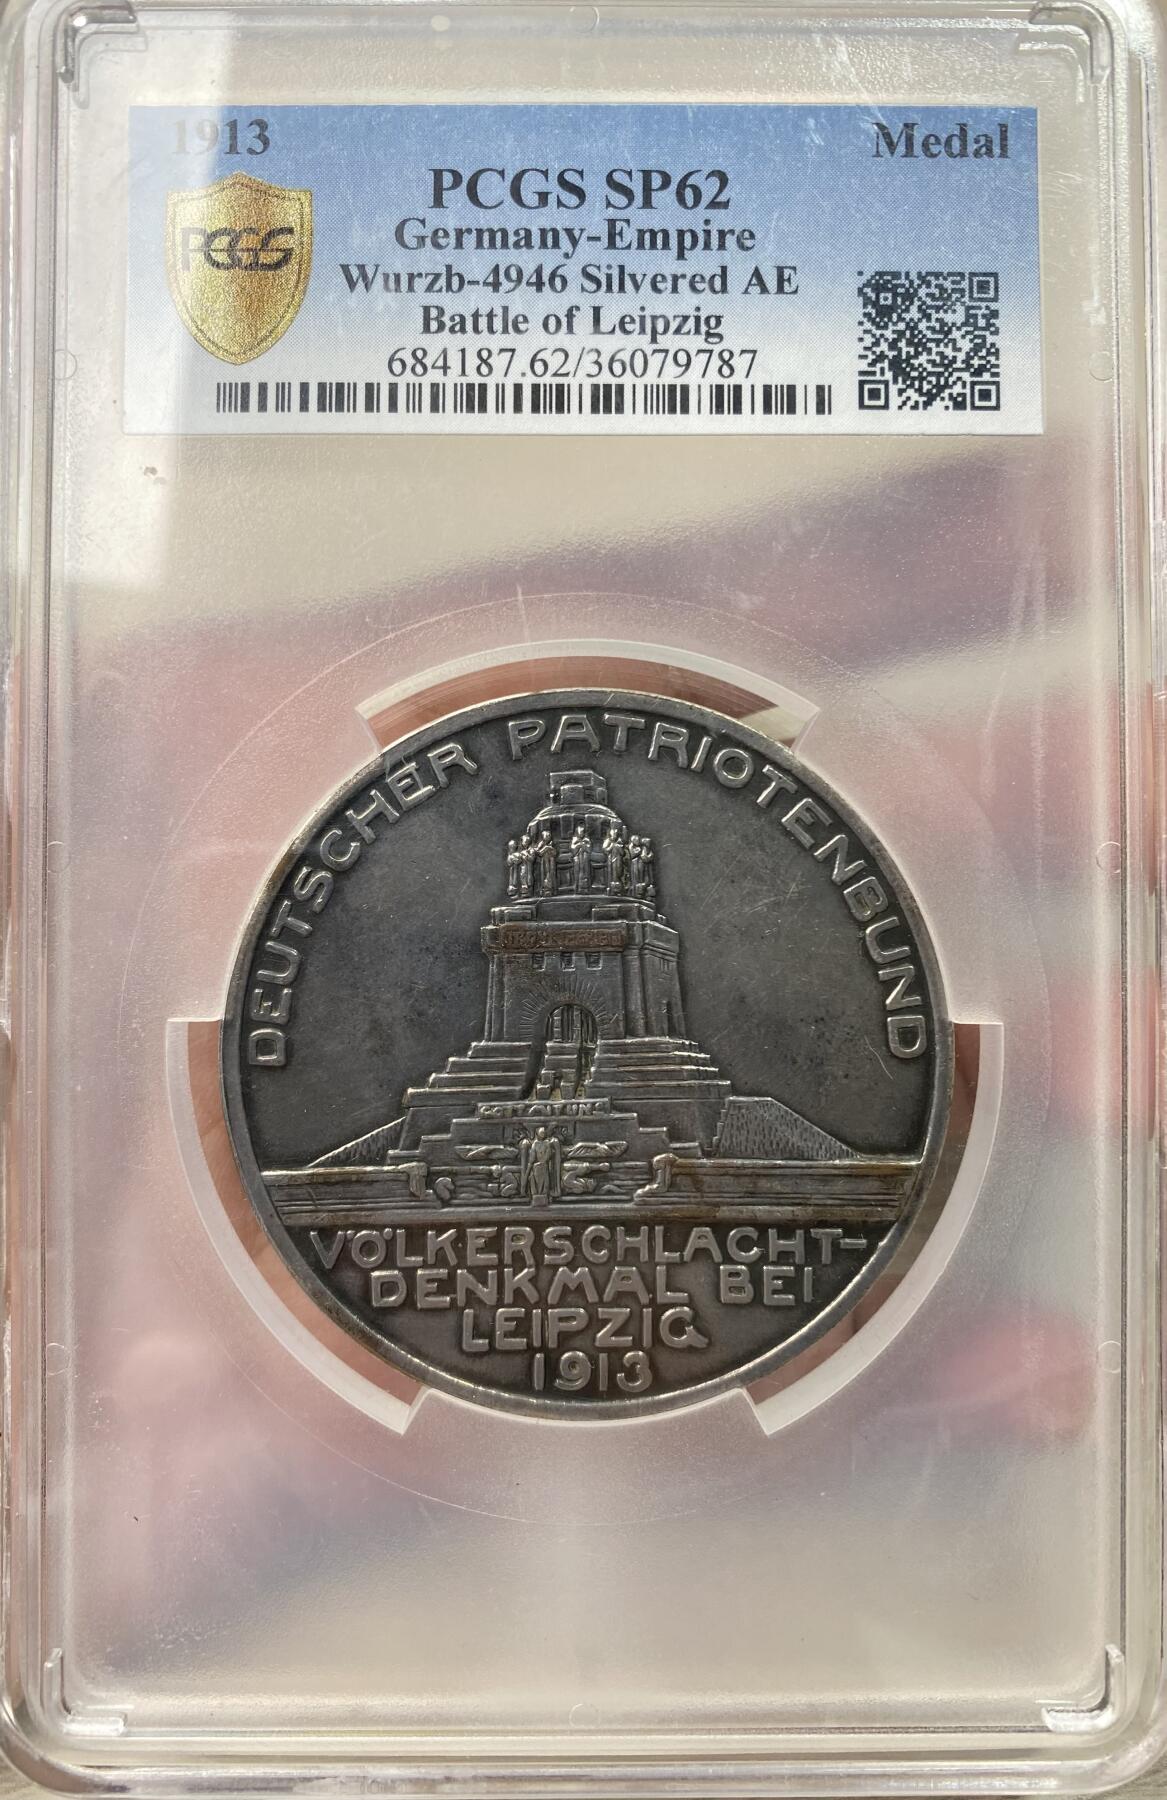 1913 Medal
PCGS SP62
Germany-Empire
PCGS
Wurzb-4946 Silvered AE
Battle of Leipzig
684187.62/36079787
DEUTSCHER PATRIOTENBUND
VÖLKERSCHLACHT-
DENKMAL BEI
LEIPZIG
1913